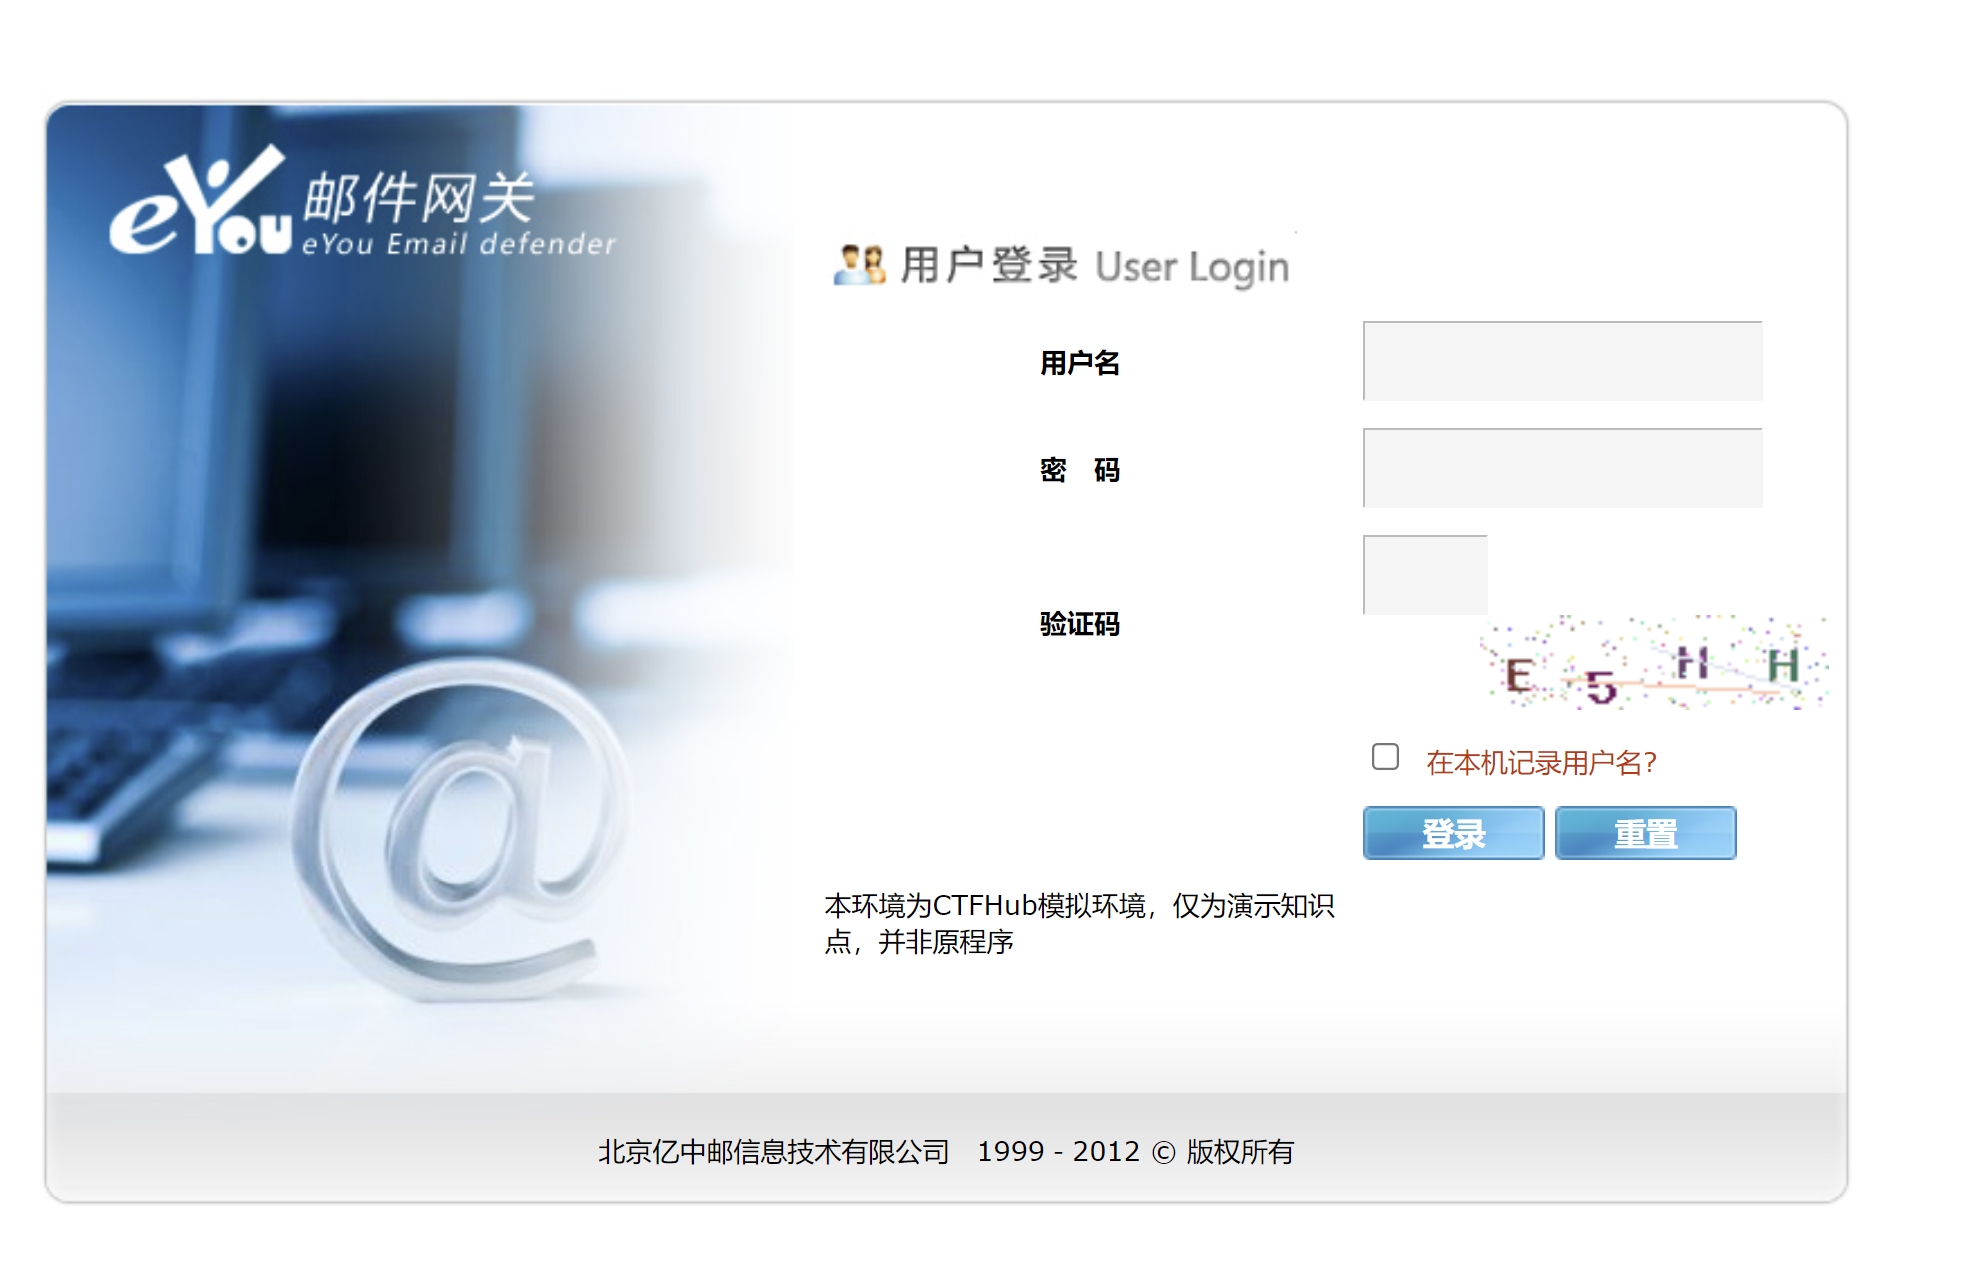 eYou 邮件网关
eYou Email defender
用户登录 User Login
用户名
密 码
验证码
E 5 H H
在本机记录用户名?
登录 重置
本环境为CTFHub模拟环境，仅为演示知识
点，并非原程序
北京亿中邮信息技术有限公司 1999 - 2012 © 版权所有